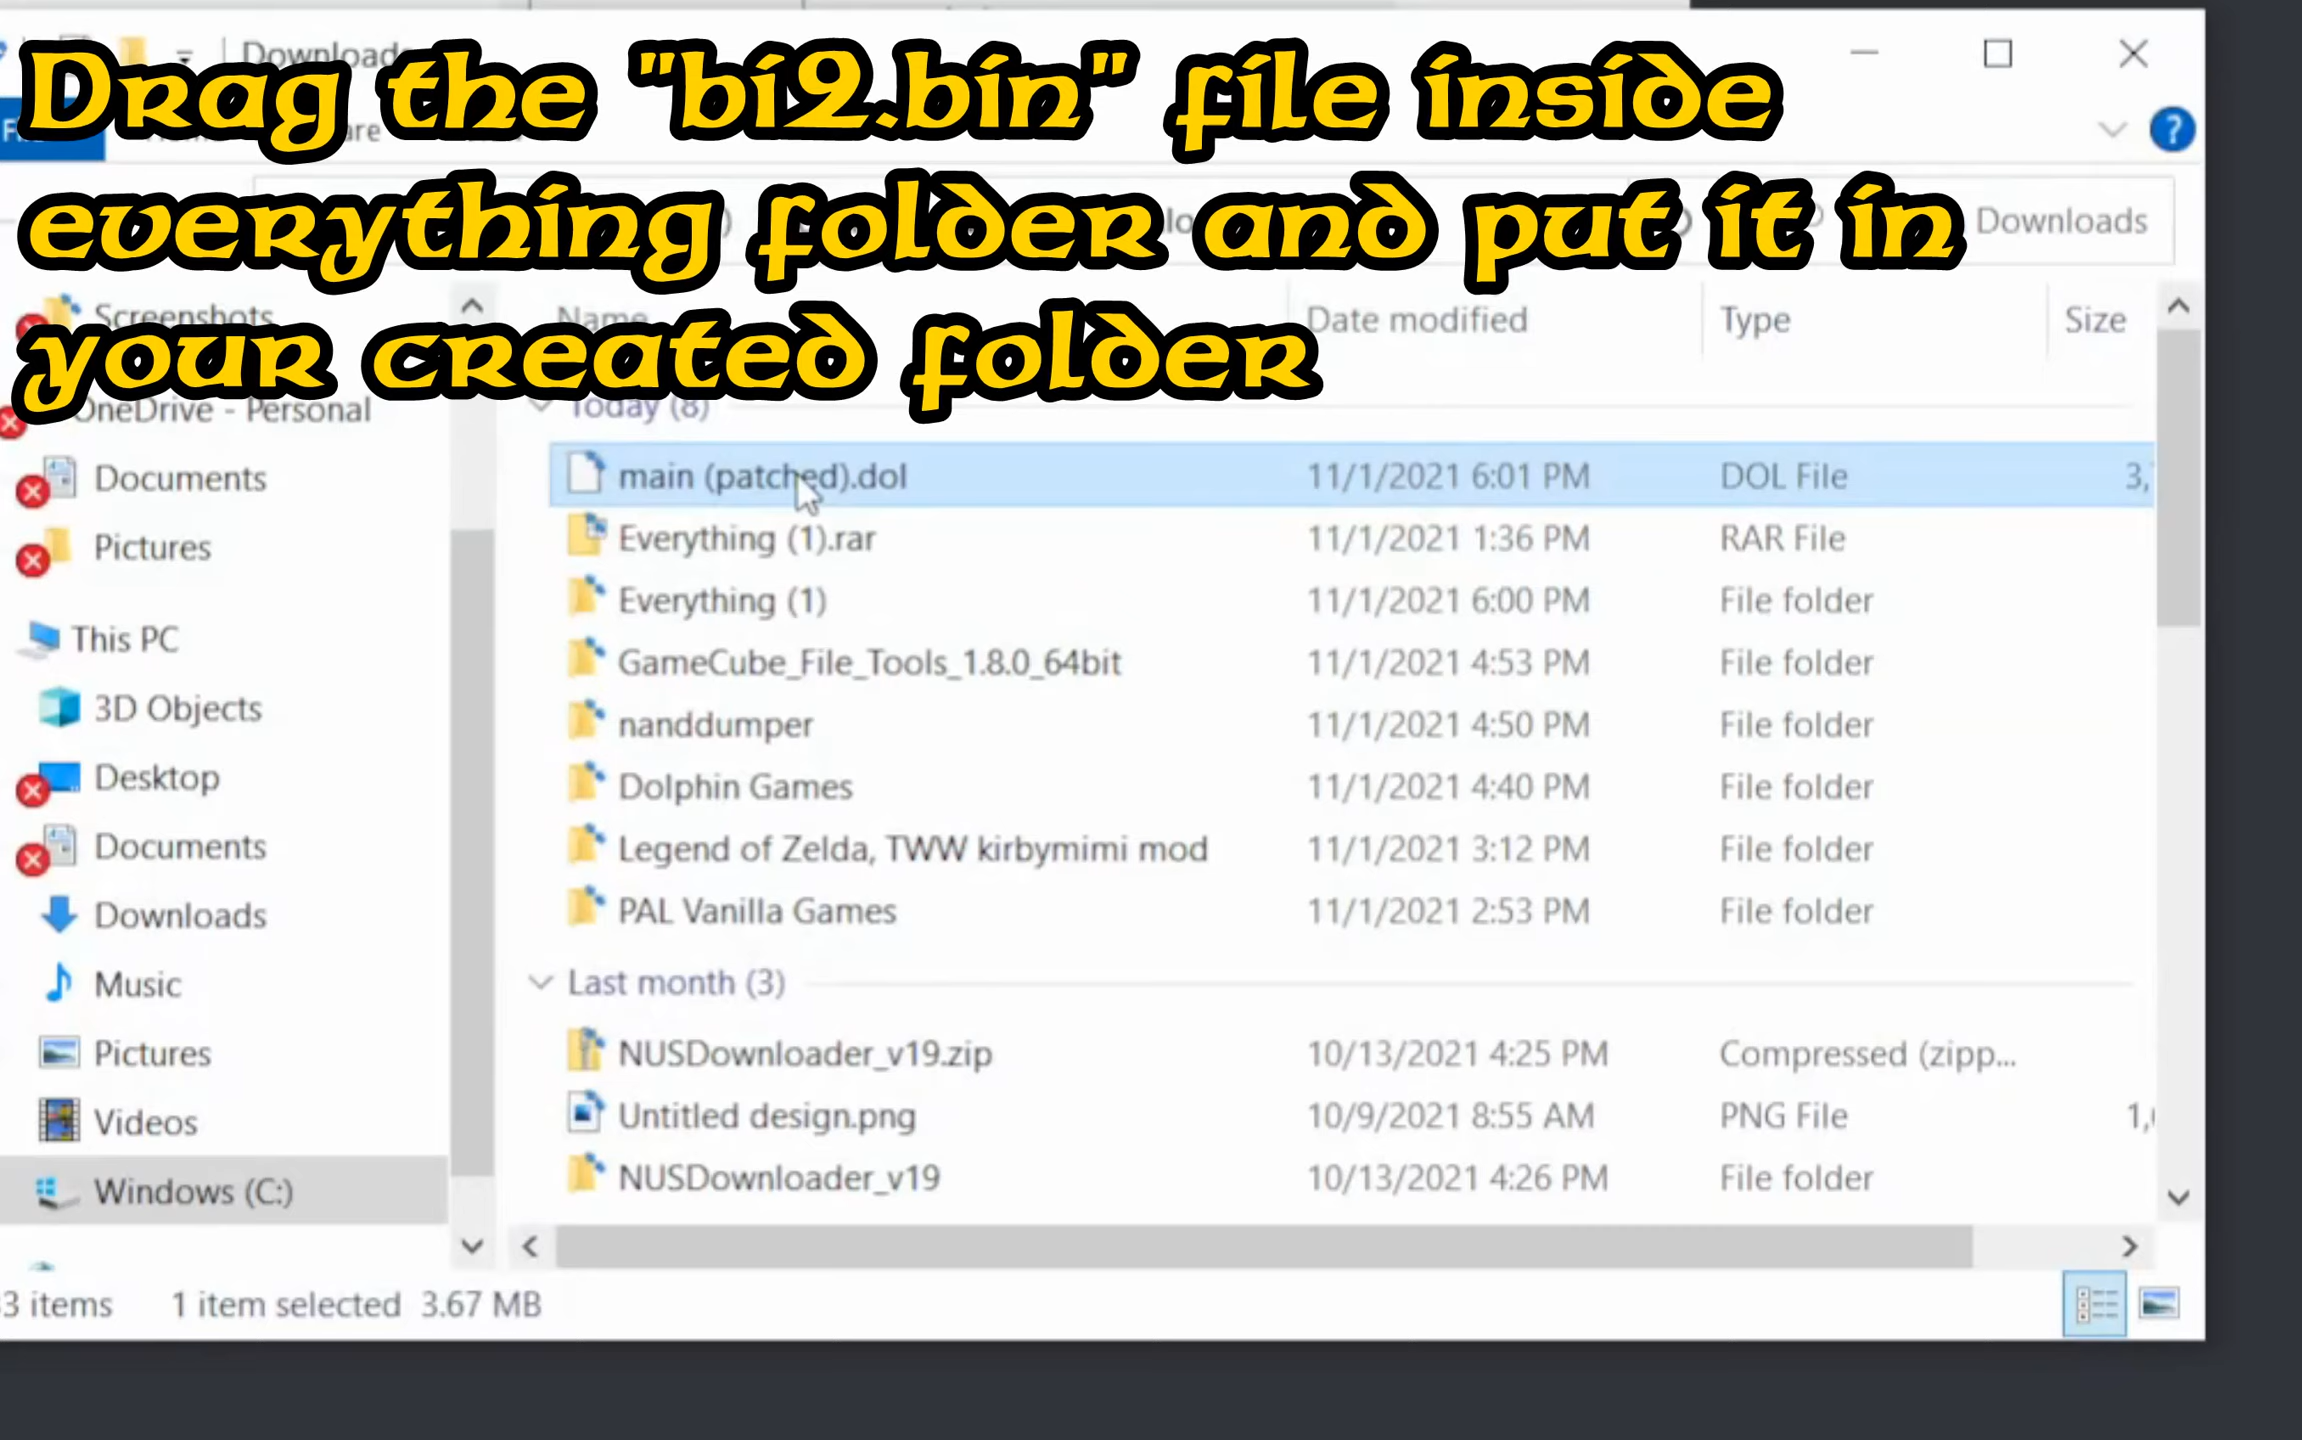 Drag the "bi2.bin" file inside
everything folder and put it in
your created folder
Downloads
Downloads
Screenshots
Name
Date modified
Type
Size
OneDrive - Personal
Today (8)
Documents
main (patched).dol
11/1/2021 6:01 PM
DOL File
3,
Pictures
Everything (1).rar
11/1/2021 1:36 PM
RAR File
Everything (1)
11/1/2021 6:00 PM
File folder
This PC
GameCube_File_Tools_1.8.0_64bit
11/1/2021 4:53 PM
File folder
3D Objects
nanddumper
11/1/2021 4:50 PM
File folder
Desktop
Dolphin Games
11/1/2021 4:40 PM
File folder
Documents
Legend of Zelda, TWW kirbymimi mod
11/1/2021 3:12 PM
File folder
Downloads
PAL Vanilla Games
11/1/2021 2:53 PM
File folder
Music
Last month (3)
Pictures
NUSDownloader_v19.zip
10/13/2021 4:25 PM
Compressed (zipp...
Videos
Untitled design.png
10/9/2021 8:55 AM
PNG File
1,
Windows (C:)
NUSDownloader_v19
10/13/2021 4:26 PM
File folder
3 items
1 item selected 3.67 MB